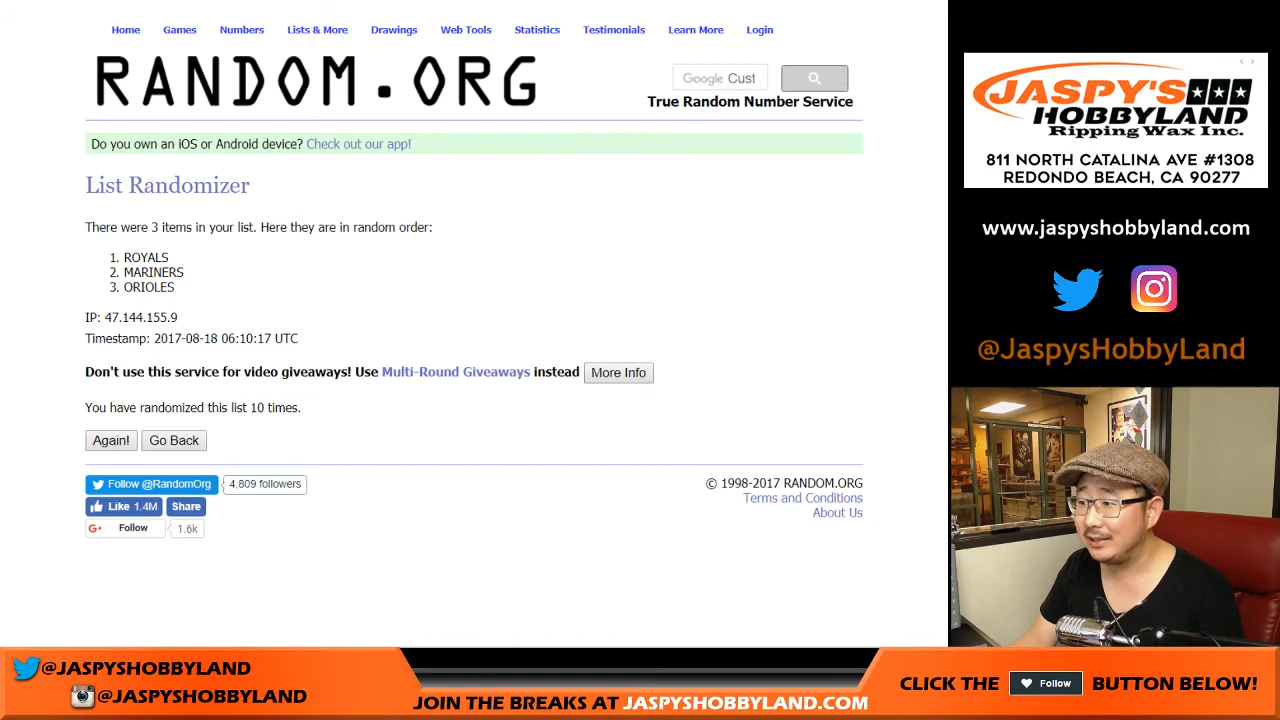 Home Games Numbers Lists & More Drawings Web Tools Statistics Testimonials Learn More Login
RANDOM.ORG
Google Cust
True Random Number Service
Do you own an iOS or Android device? Check out our app!
List Randomizer
There were 3 items in your list. Here they are in random order:
1. ROYALS
2. MARINERS
3. ORIOLES
IP: 47.144.155.9
Timestamp: 2017-08-18 06:10:17 UTC
Don't use this service for video giveaways! Use Multi-Round Giveaways instead More Info
You have randomized this list 10 times.
Again! Go Back
Follow @RandomOrg 4,809 followers
Like 1.4M Share
G+ Follow 1.6k
© 1998-2017 RANDOM.ORG
Terms and Conditions
About Us
JASPY'S
HOBBYLAND
Ripping Wax Inc.
811 NORTH CATALINA AVE #1308
REDONDO BEACH, CA 90277
www.jaspyshobbyland.com
@JaspysHobbyLand
@JASPYSHOBBYLAND
@JASPYSHOBBYLAND
JOIN THE BREAKS AT JASPYSHOBBYLAND.COM
CLICK THE Follow BUTTON BELOW!